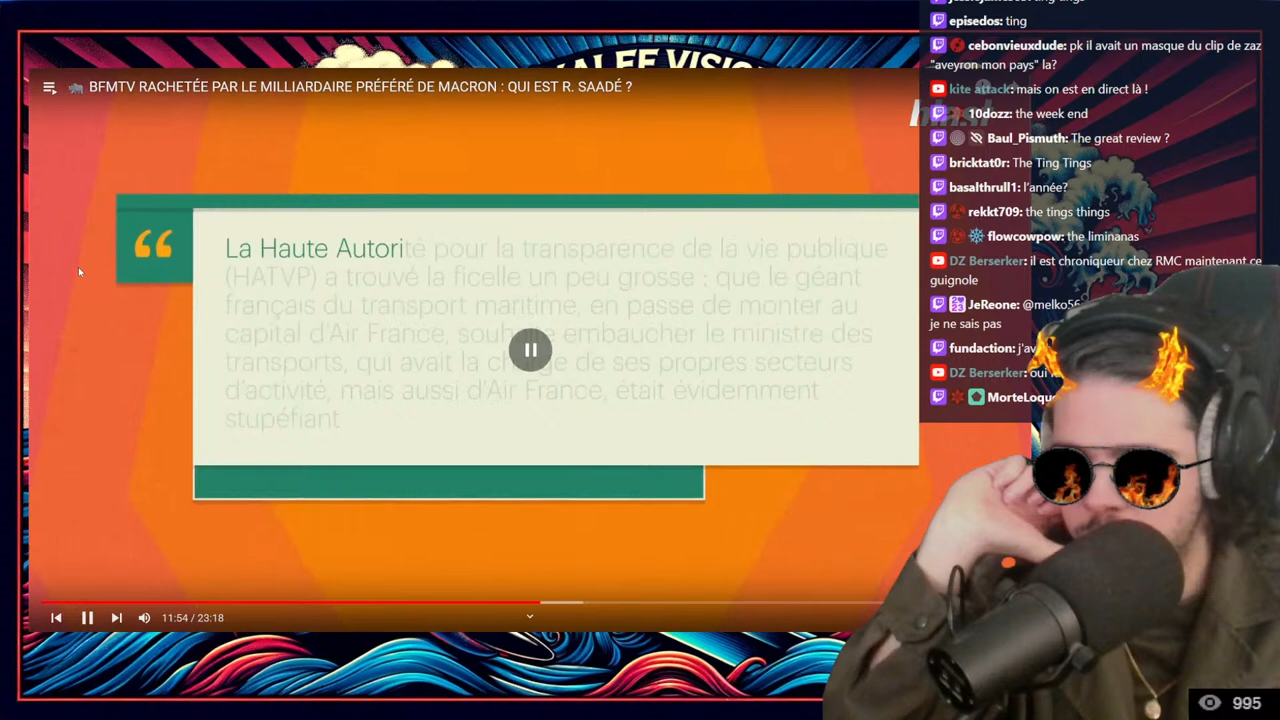 BFMTV RACHETÉE PAR LE MILLIARDAIRE PRÉFÉRÉ DE MACRON : QUI EST R. SAADÉ ?
La Haute Autorité pour la transparence de la vie publique
(HATVP) a trouvé la ficelle un peu grosse : que le géant
français du transport maritime, en passe de monter au
capital d'Air France, souhaite embaucher le ministre des
transports, qui avait la charge de ses propres secteurs
d'activité, mais aussi d'Air France, était évidemment
stupéfiant
11:54 / 23:18
episodos: ting
cebonvieuxdude: pk il avait un masque du clip de zaz
"aveyron mon pays" la?
kite attack: mais on est en direct là !
10dozz: the week end
Baul_Pismuth: The great review ?
bricktat0r: The Ting Tings
basalthrull1: l'année?
rekkt709: the tings things
flowcowpow: the liminanas
DZ Berserker: il est chroniqueur chez RMC maintenant ce
guignole
JeReone: @melko56
je ne sais pas
fundaction: j'av
DZ Berserker: oui
MorteLoque
995